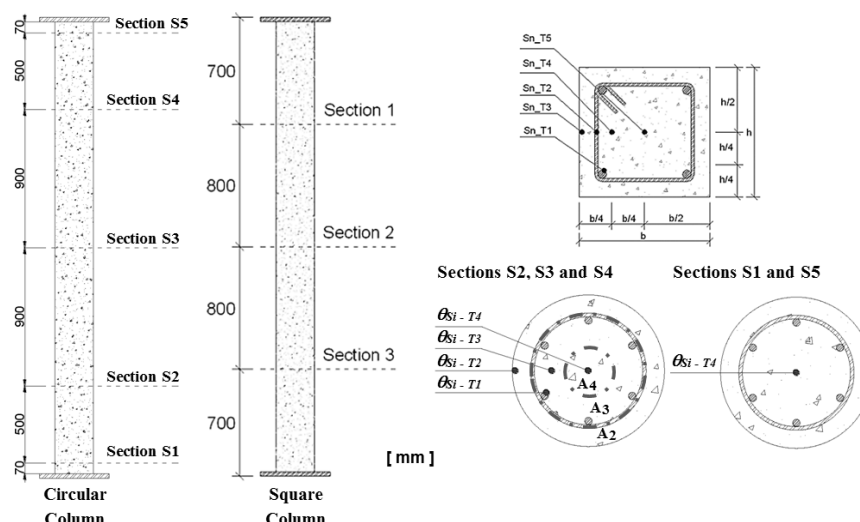 70
Section S5
500
Section S4
900
Section S3
900
Section S2
500
Section S1
70
Circular
Column
700
Section 1
800
Section 2
800
Section 3
700
Square
Column
[ mm ]
Sn_T5
Sn_T4
Sn_T2
Sn_T3
Sn_T1
h/2
h/4
h/4
h
b/4
b/4
b/2
b
Sections S2, S3 and S4
θSi - T4
θSi - T3
θSi - T2
θSi - T1
A4
A3
A2
Sections S1 and S5
θSi - T4